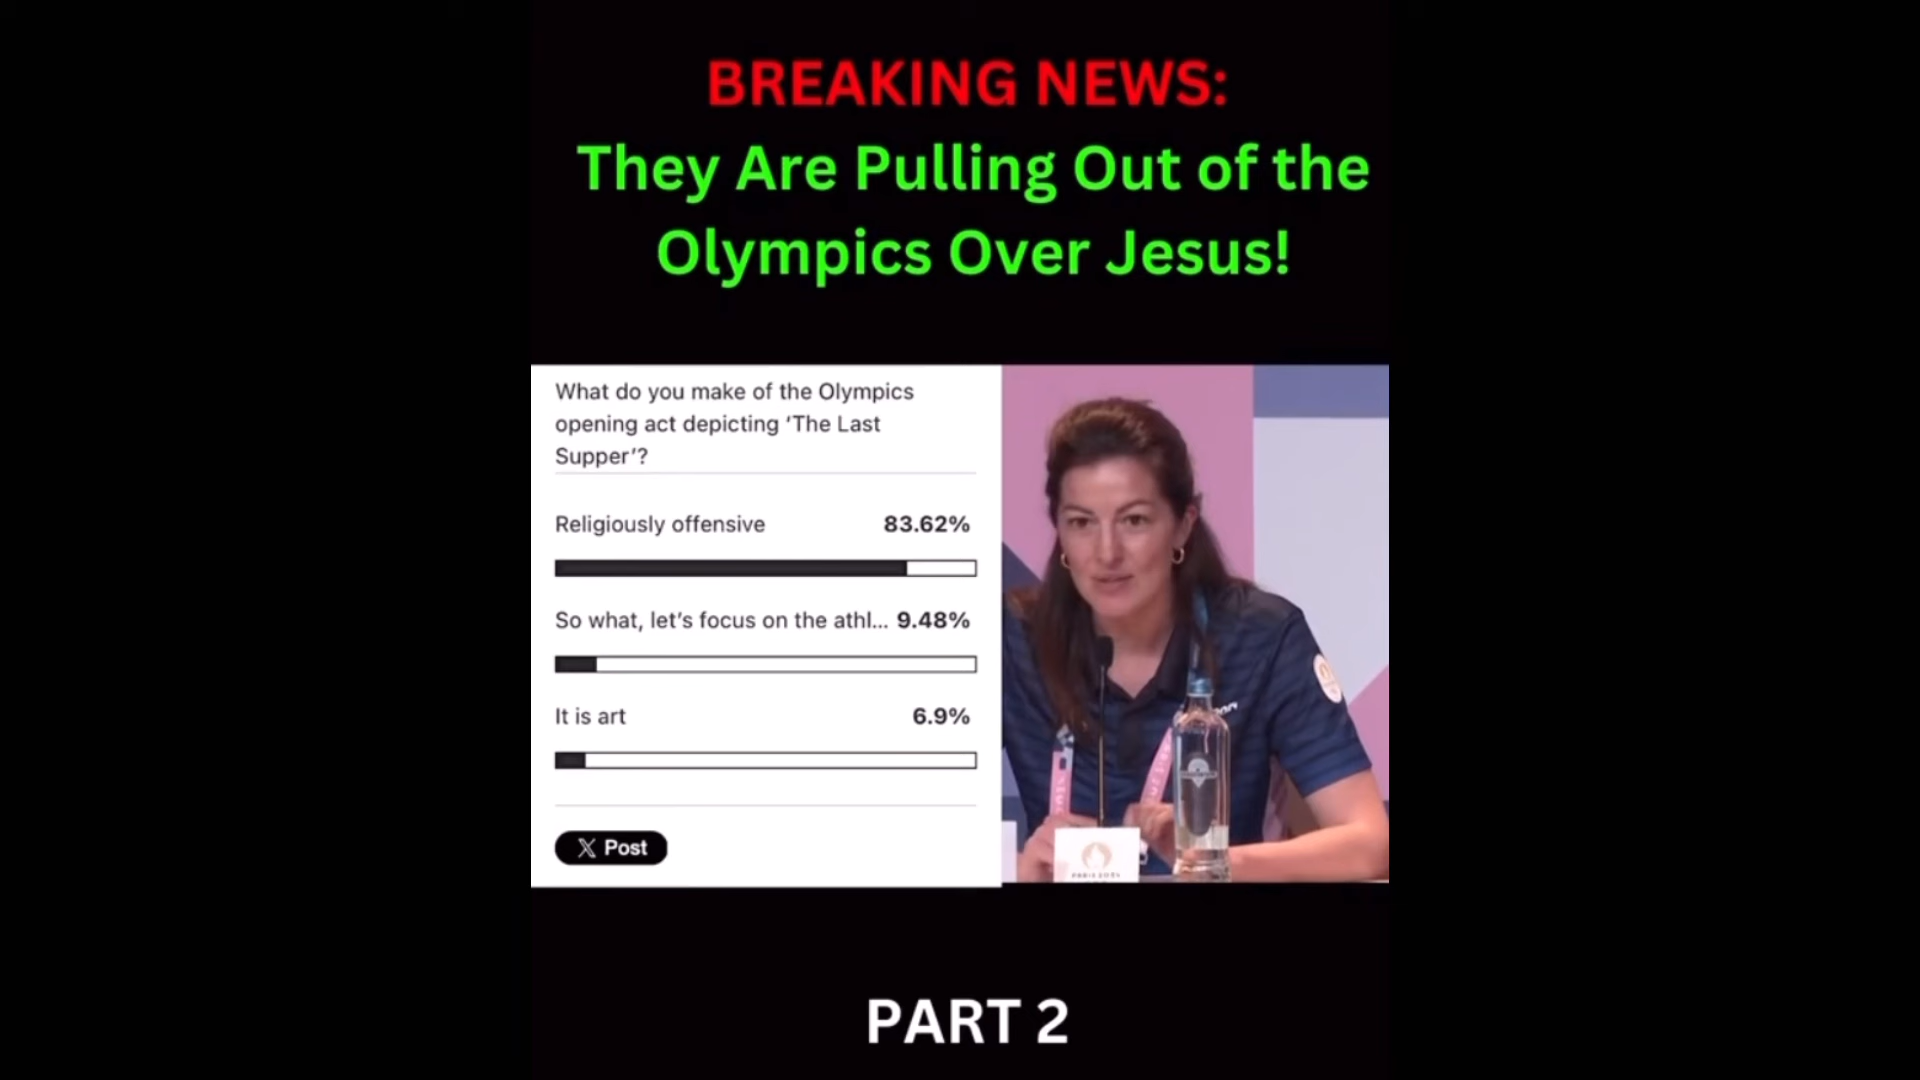 BREAKING NEWS:
They Are Pulling Out of the
Olympics Over Jesus!
What do you make of the Olympics
opening act depicting ‘The Last
Supper’?
Religiously offensive 83.62%
So what, let’s focus on the athl... 9.48%
It is art 6.9%
X Post
PARIS 2024
PART 2